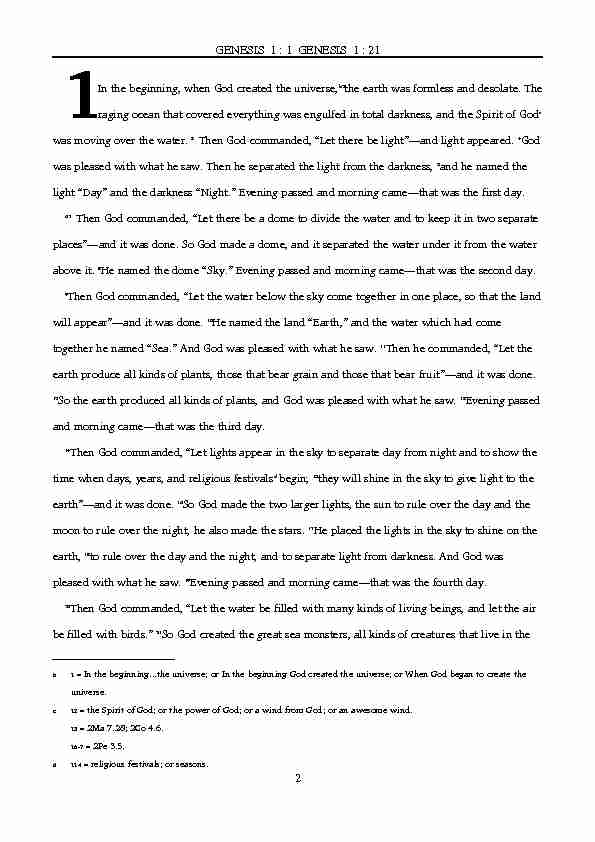 GENESIS 1 : 1 GENESIS 1 : 21
1 In the beginning, when God created the universe,ᵇ ²the earth was formless and desolate. The
raging ocean that covered everything was engulfed in total darkness, and the Spirit of Godᶜ
was moving over the water. ³ Then God commanded, “Let there be light”—and light appeared. ⁴God
was pleased with what he saw. Then he separated the light from the darkness, ⁵and he named the
light “Day” and the darkness “Night.” Evening passed and morning came—that was the first day.
⁶⁻⁷ Then God commanded, “Let there be a dome to divide the water and to keep it in two separate
places”—and it was done. So God made a dome, and it separated the water under it from the water
above it. ⁸He named the dome “Sky.” Evening passed and morning came—that was the second day.
⁹Then God commanded, “Let the water below the sky come together in one place, so that the land
will appear”—and it was done. ¹⁰He named the land “Earth,” and the water which had come
together he named “Sea.” And God was pleased with what he saw. ¹¹Then he commanded, “Let the
earth produce all kinds of plants, those that bear grain and those that bear fruit”—and it was done.
¹²So the earth produced all kinds of plants, and God was pleased with what he saw. ¹³Evening passed
and morning came—that was the third day.
¹⁴Then God commanded, “Let lights appear in the sky to separate day from night and to show the
time when days, years, and religious festivalsᵈ begin; ¹⁵they will shine in the sky to give light to the
earth”—and it was done. ¹⁶So God made the two larger lights, the sun to rule over the day and the
moon to rule over the night; he also made the stars. ¹⁷He placed the lights in the sky to shine on the
earth, ¹⁸to rule over the day and the night, and to separate light from darkness. And God was
pleased with what he saw. ¹⁹Evening passed and morning came—that was the fourth day.
²⁰Then God commanded, “Let the water be filled with many kinds of living beings, and let the air
be filled with birds.” ²¹So God created the great sea monsters, all kinds of creatures that live in the
b 1 = In the beginning...the universe; or In the beginning God created the universe; or When God began to create the
universe.
c 1:2 = the Spirit of God; or the power of God; or a wind from God; or an awesome wind.
1:3 = 2Ma 7.28; 2Co 4.6.
1:6-7 = 2Pe 3.5.
d 1:14 = religious festivals; or seasons.
2